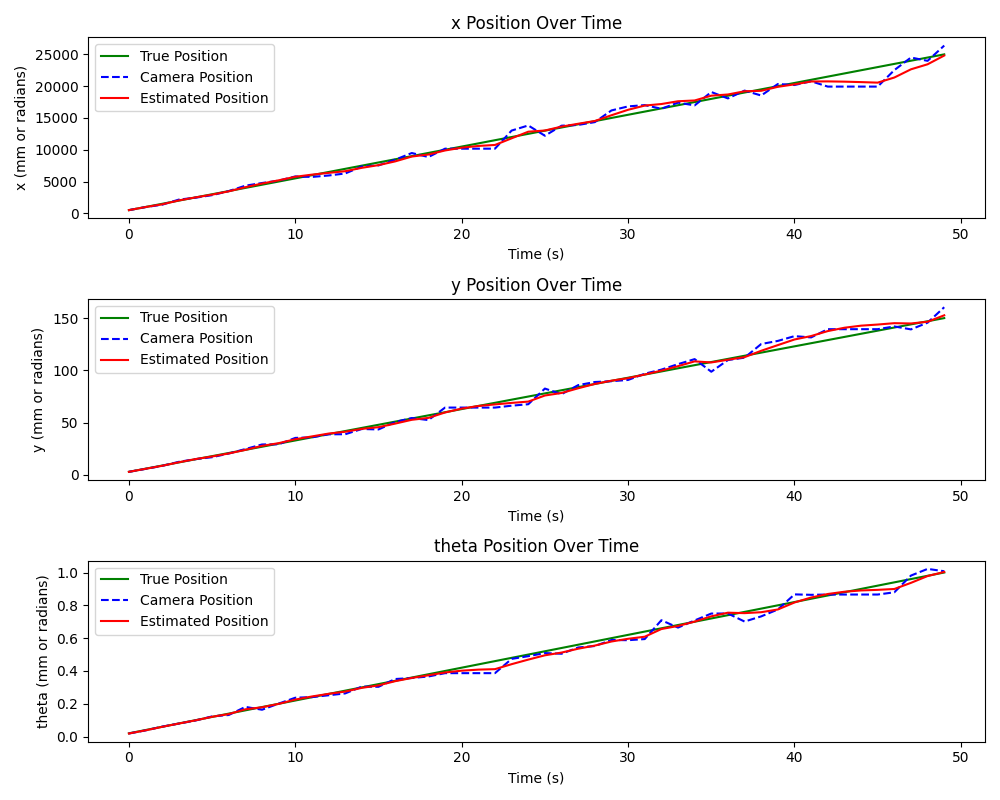 x Position Over Time
True Position
Camera Position
Estimated Position
x (mm or radians)
25000
20000
15000
10000
5000
0
0 10 20 30 40 50
Time (s)
y Position Over Time
True Position
Camera Position
Estimated Position
y (mm or radians)
150
100
50
0
0 10 20 30 40 50
Time (s)
theta Position Over Time
True Position
Camera Position
Estimated Position
theta (mm or radians)
1.0
0.8
0.6
0.4
0.2
0.0
0 10 20 30 40 50
Time (s)